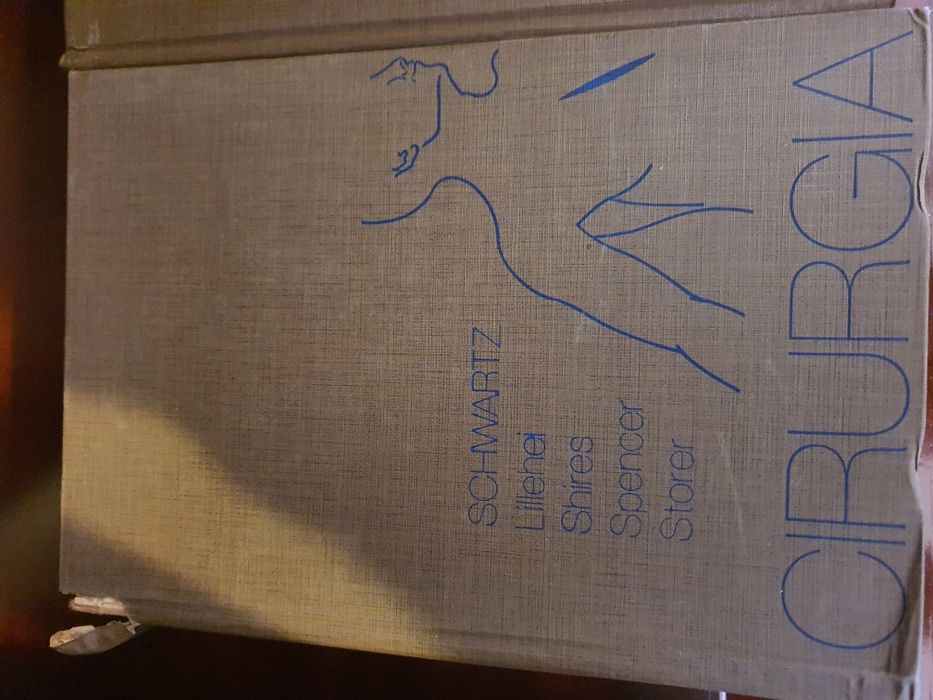 SCHWARTZ
Lillehei
Shires
Spencer
Storer
CIRURGIA